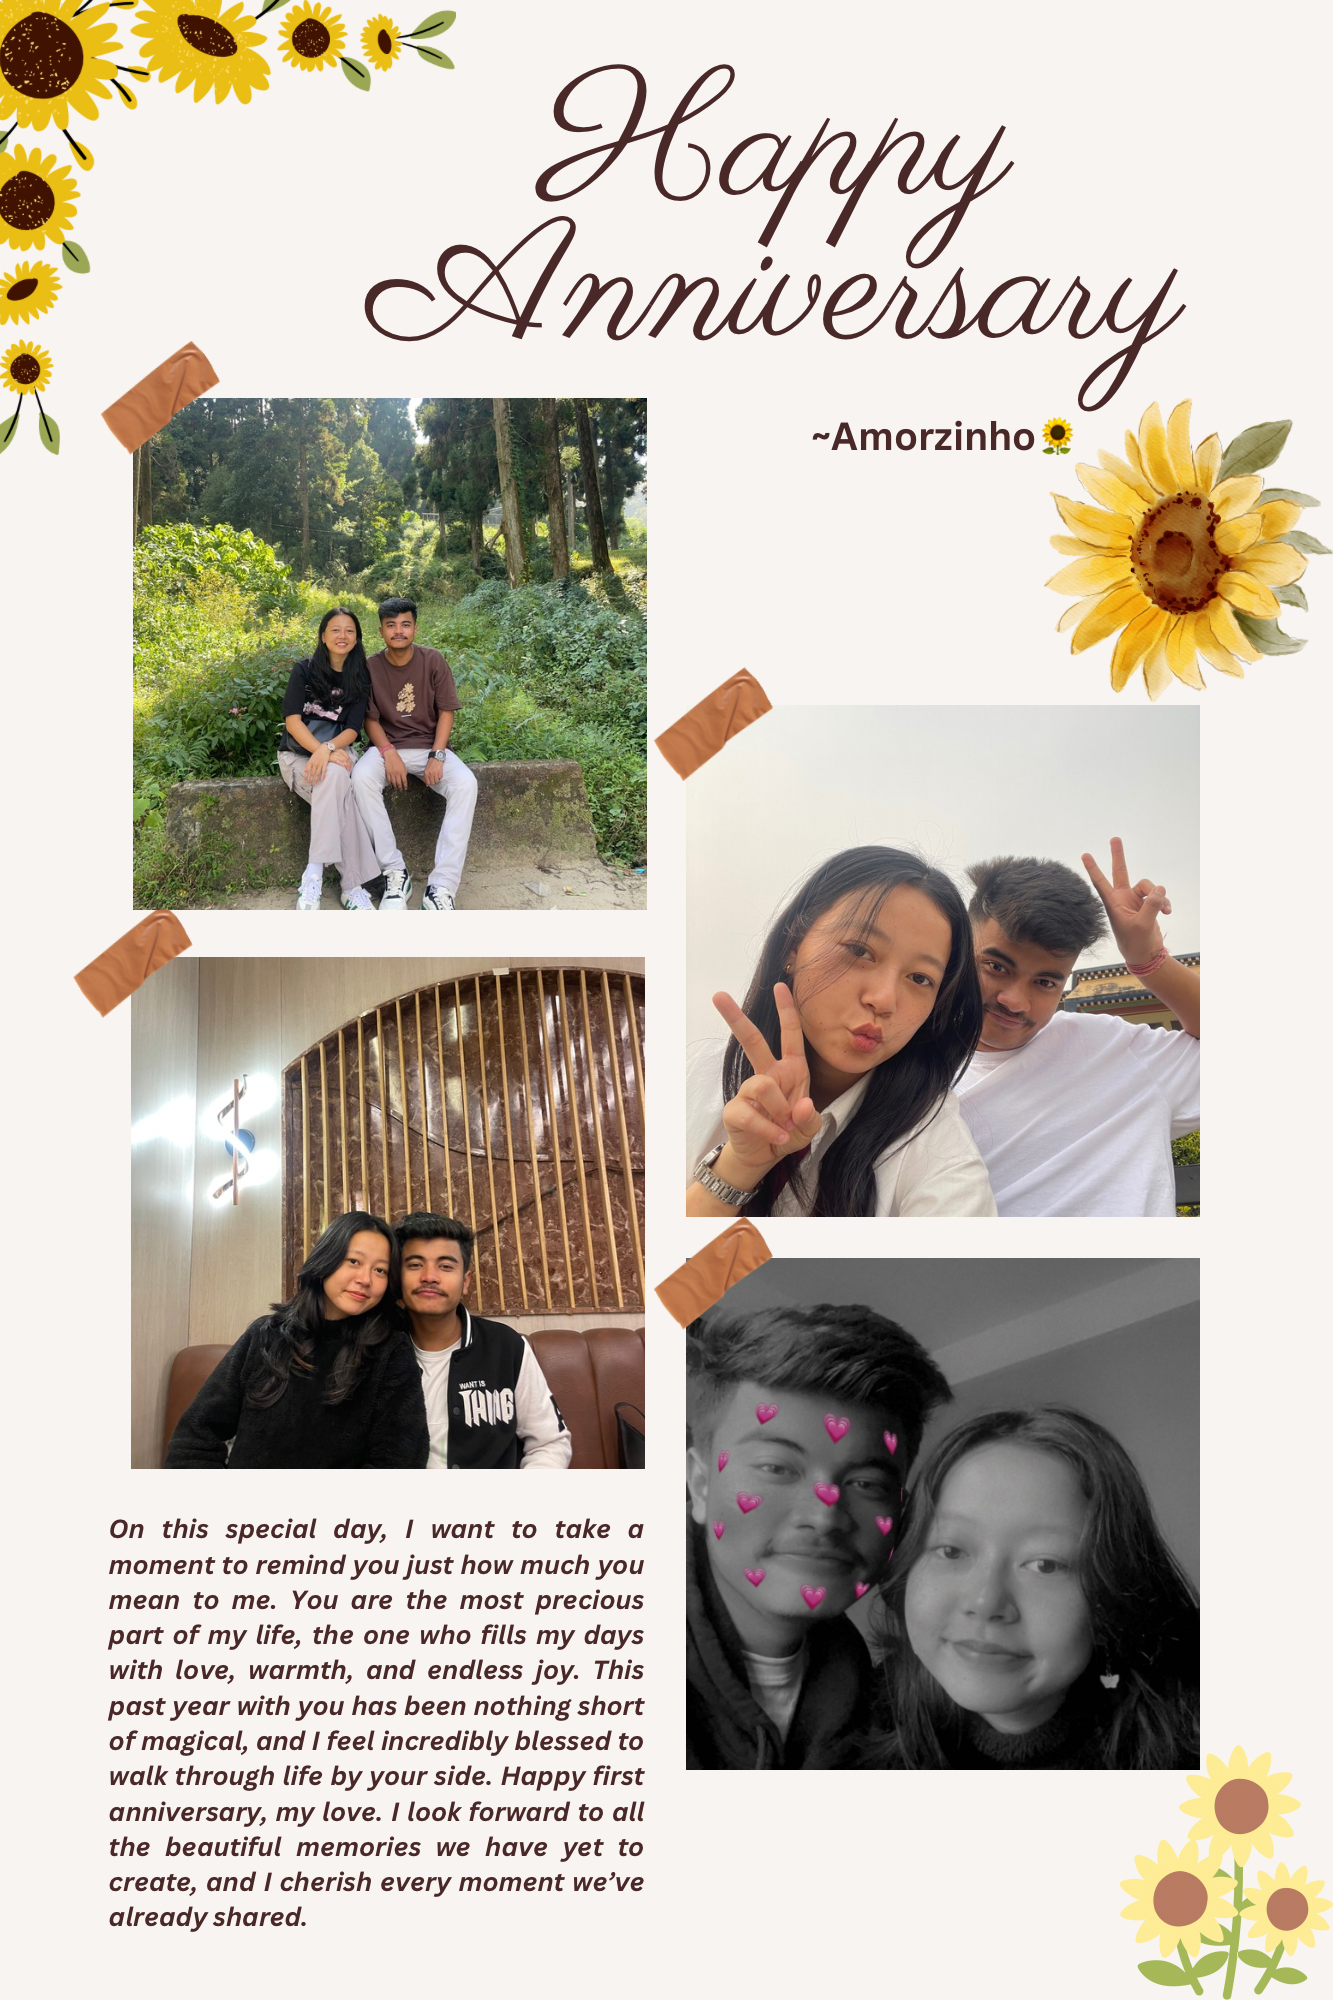 Happy
Anniversary
~Amorzinho🌻
WANT IS
THING
On this special day, I want to take a
moment to remind you just how much you
mean to me. You are the most precious
part of my life, the one who fills my days
with love, warmth, and endless joy. This
past year with you has been nothing short
of magical, and I feel incredibly blessed to
walk through life by your side. Happy first
anniversary, my love. I look forward to all
the beautiful memories we have yet to
create, and I cherish every moment we’ve
already shared.